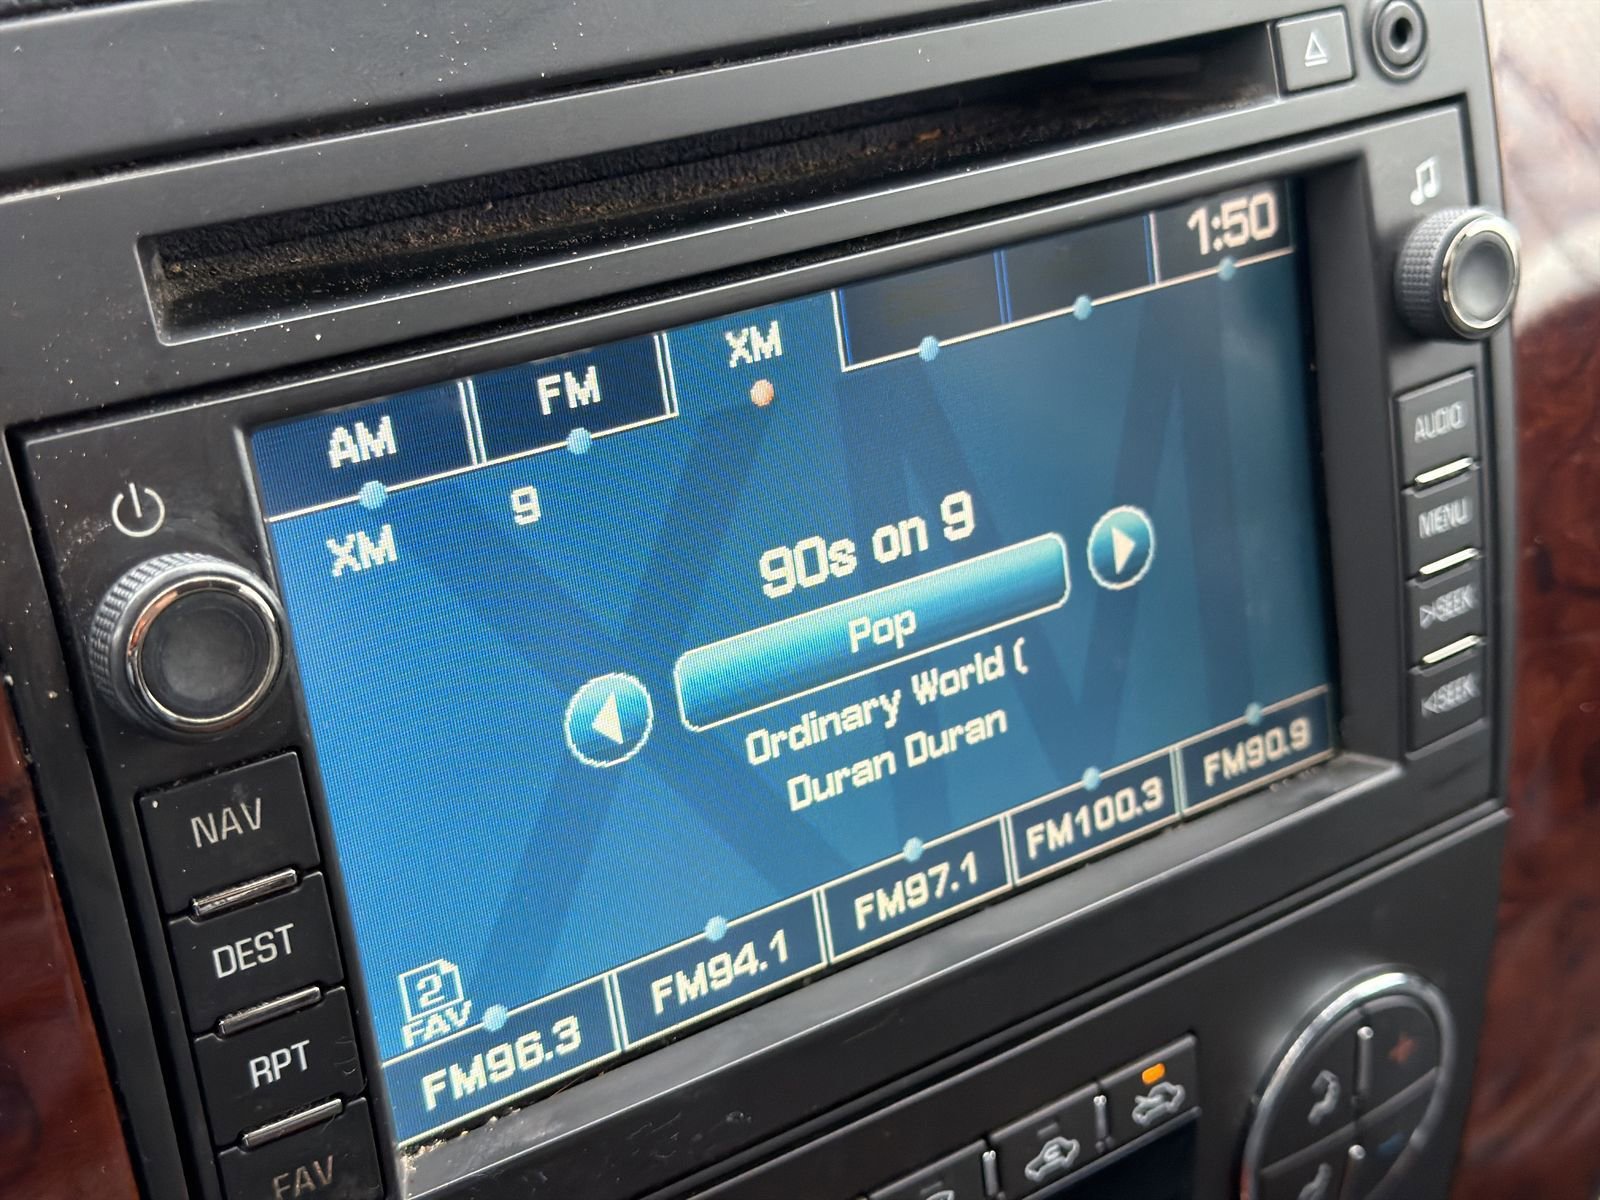 1:50
AM
FM
XM
XM
9
90s on 9
Pop
Ordinary World (
Duran Duran
2
FAV
FM96.3
FM94.1
FM97.1
FM100.3
FM90.9
NAV
DEST
RPT
FAV
AUDIO
MENU
SEEK
SEEK